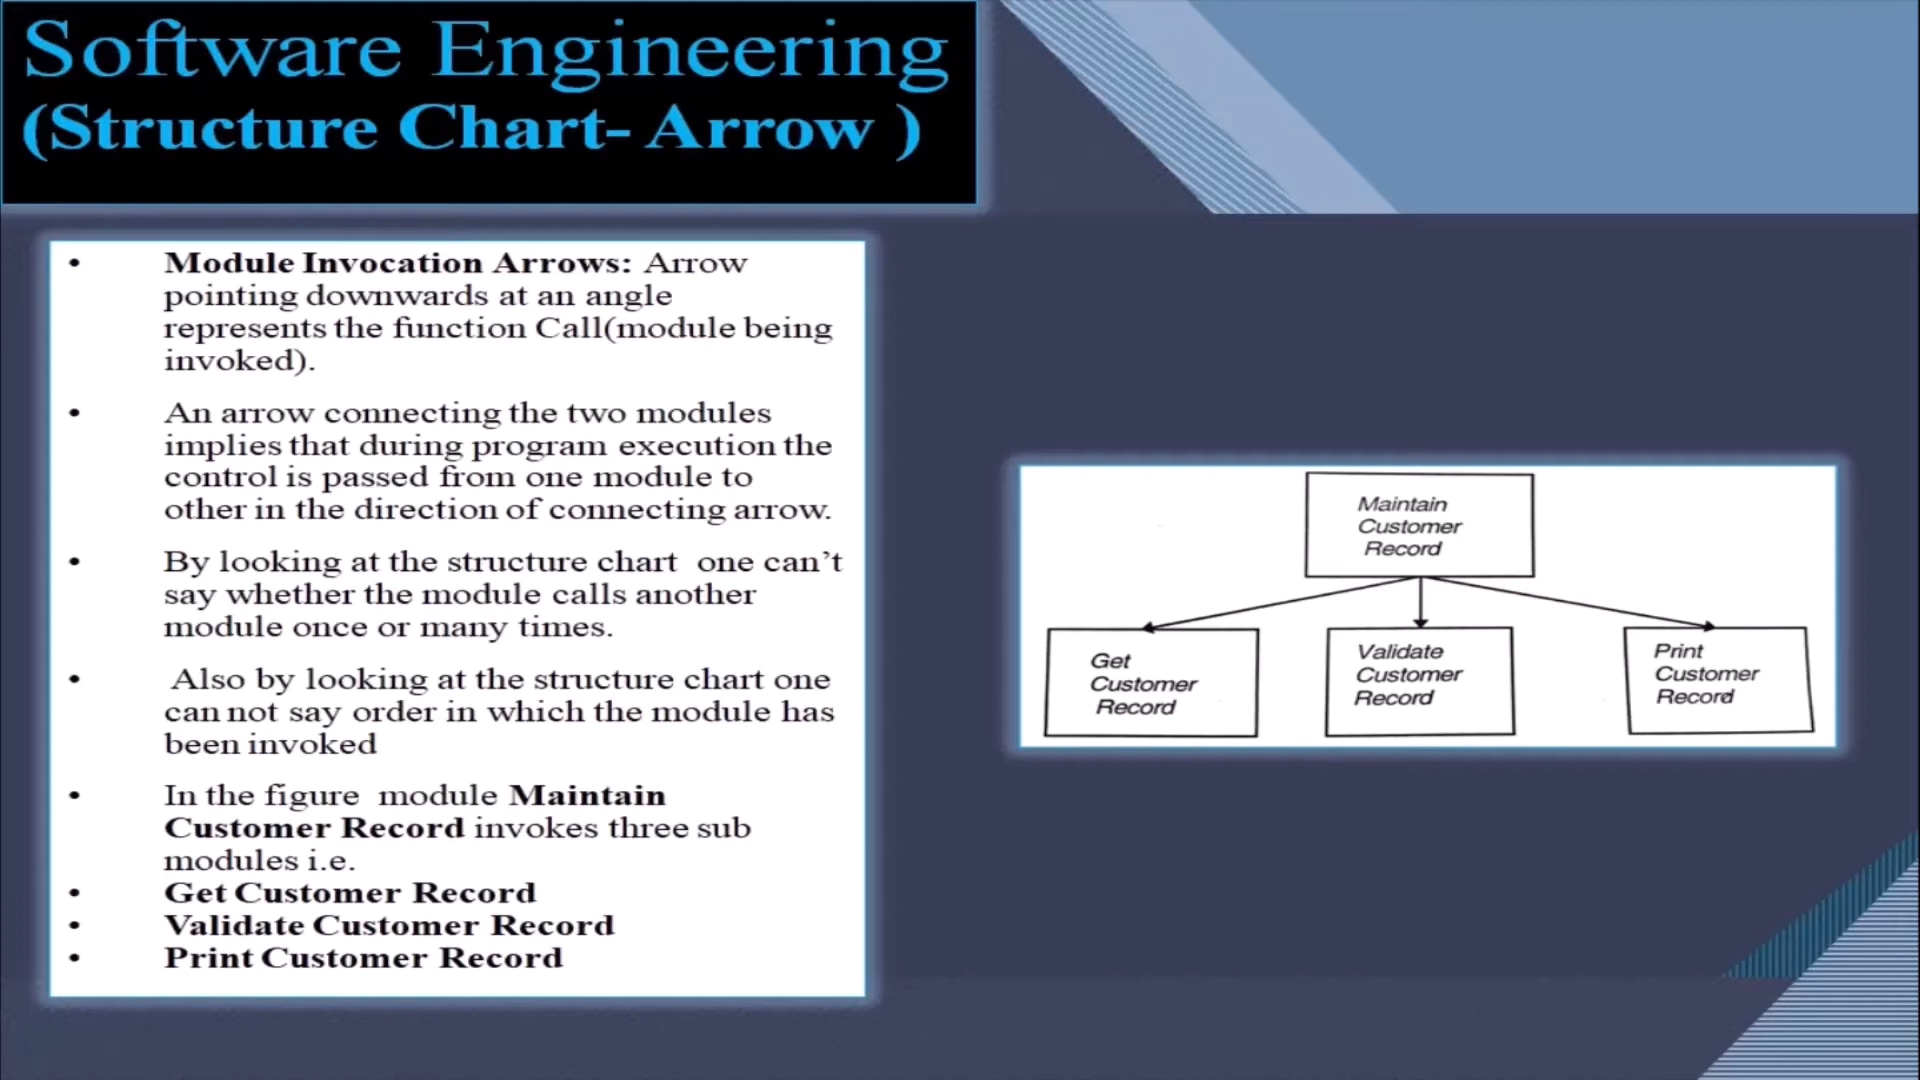 Software Engineering
(Structure Chart- Arrow )
• Module Invocation Arrows: Arrow
pointing downwards at an angle
represents the function Call(module being
invoked).
• An arrow connecting the two modules
implies that during program execution the
control is passed from one module to
other in the direction of connecting arrow.
• By looking at the structure chart one can’t
say whether the module calls another
module once or many times.
• Also by looking at the structure chart one
can not say order in which the module has
been invoked
• In the figure module Maintain
Customer Record invokes three sub
modules i.e.
• Get Customer Record
• Validate Customer Record
• Print Customer Record
Maintain
Customer
Record
Get
Customer
Record
Validate
Customer
Record
Print
Customer
Record